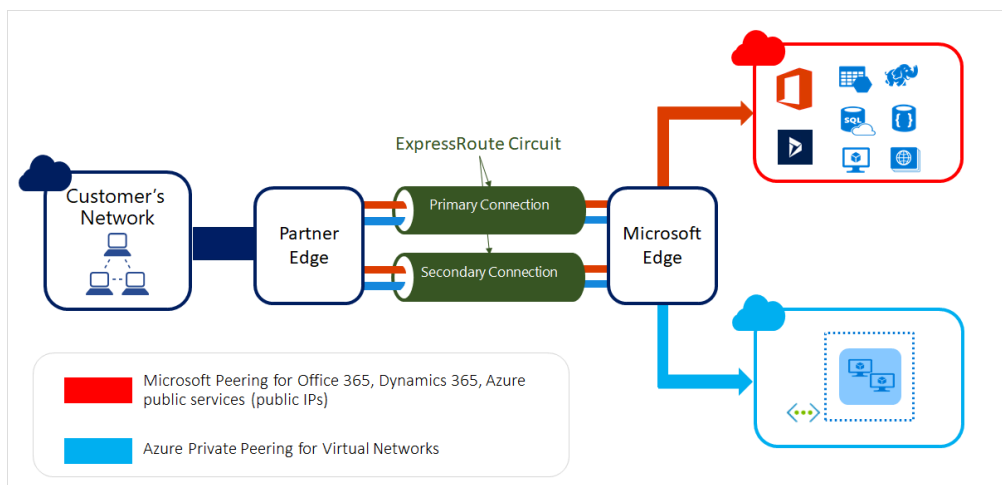 ExpressRoute Circuit
Customer's
Network
Partner
Edge
Primary Connection
Secondary Connection
Microsoft
Edge
SQL
Microsoft Peering for Office 365, Dynamics 365, Azure
public services (public IPs)
Azure Private Peering for Virtual Networks